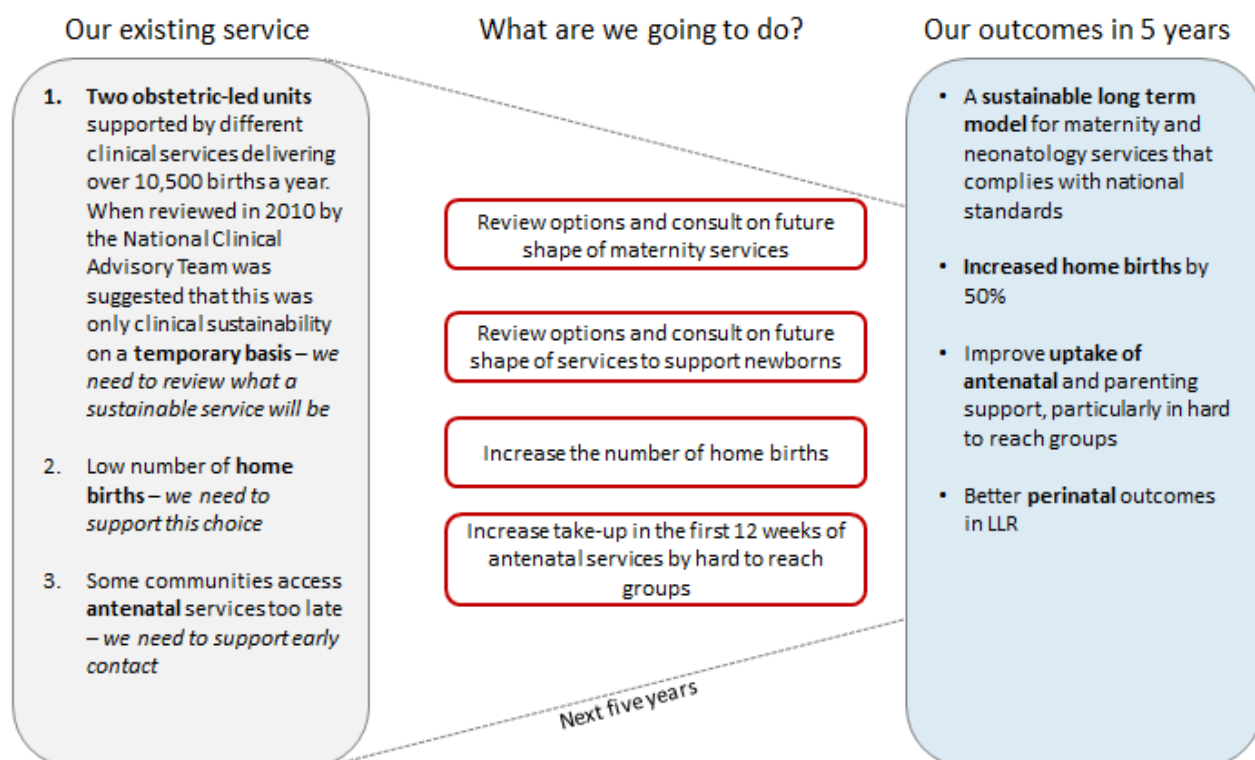 Our existing service
1. Two obstetric-led units
supported by different
clinical services delivering
over 10,500 births a year.
When reviewed in 2010 by
the National Clinical
Advisory Team was
suggested that this was
only clinical sustainability
on a temporary basis – we
need to review what a
sustainable service will be
2. Low number of home
births – we need to
support this choice
3. Some communities access
antenatal services too late
– we need to support early
contact
What are we going to do?
Review options and consult on future
shape of maternity services
Review options and consult on future
shape of services to support newborns
Increase the number of home births
Increase take-up in the first 12 weeks of
antenatal services by hard to reach
groups
Next five years
Our outcomes in 5 years
• A sustainable long term
model for maternity and
neonatology services that
complies with national
standards
• Increased home births by
50%
• Improve uptake of
antenatal and parenting
support, particularly in hard
to reach groups
• Better perinatal outcomes
in LLR